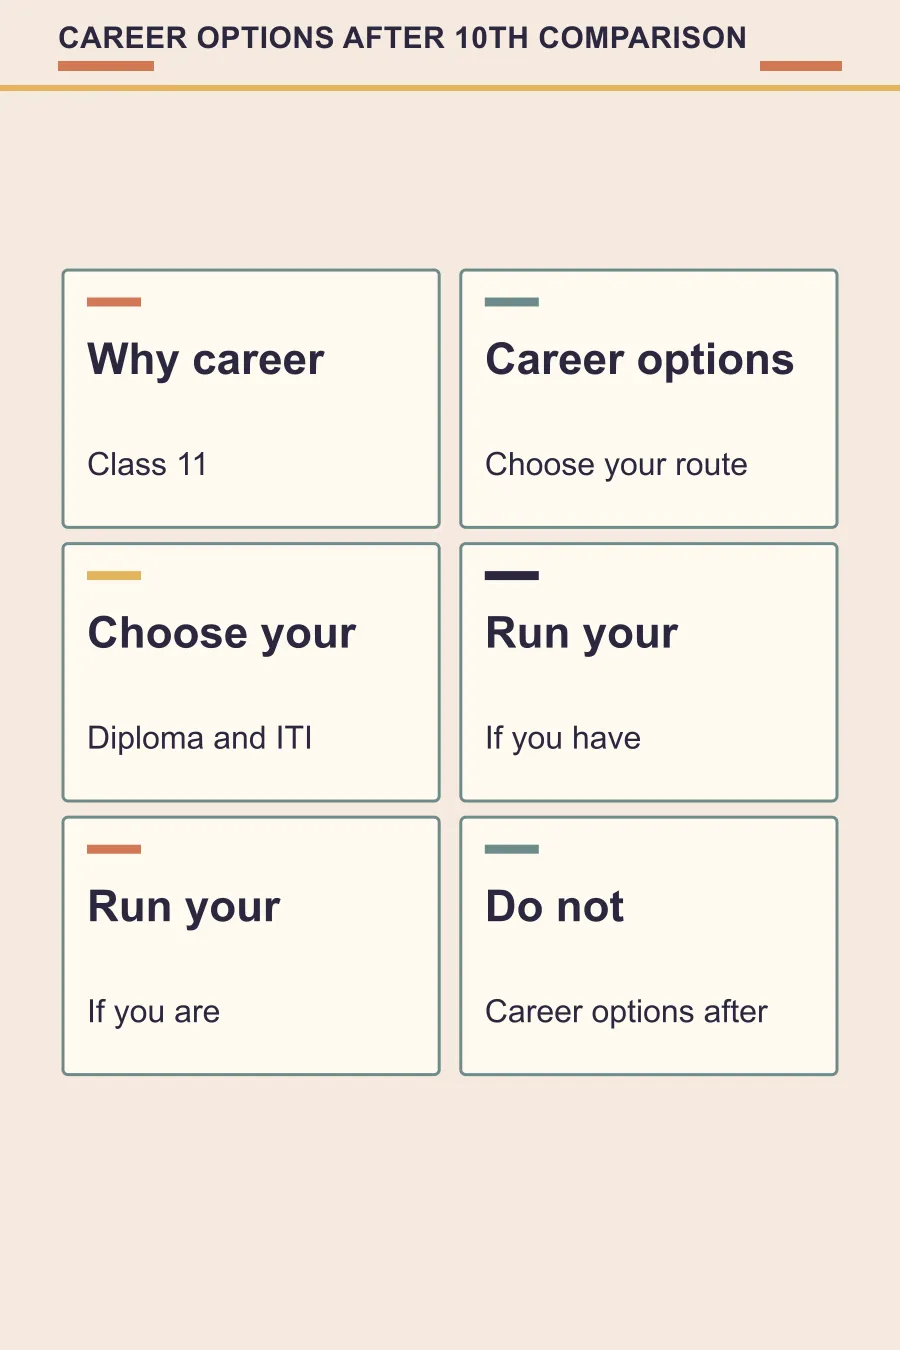 CAREER OPTIONS AFTER 10TH COMPARISON
Why career
Class 11
Career options
Choose your route
Choose your
Diploma and ITI
Run your
If you have
Run your
If you are
Do not
Career options after